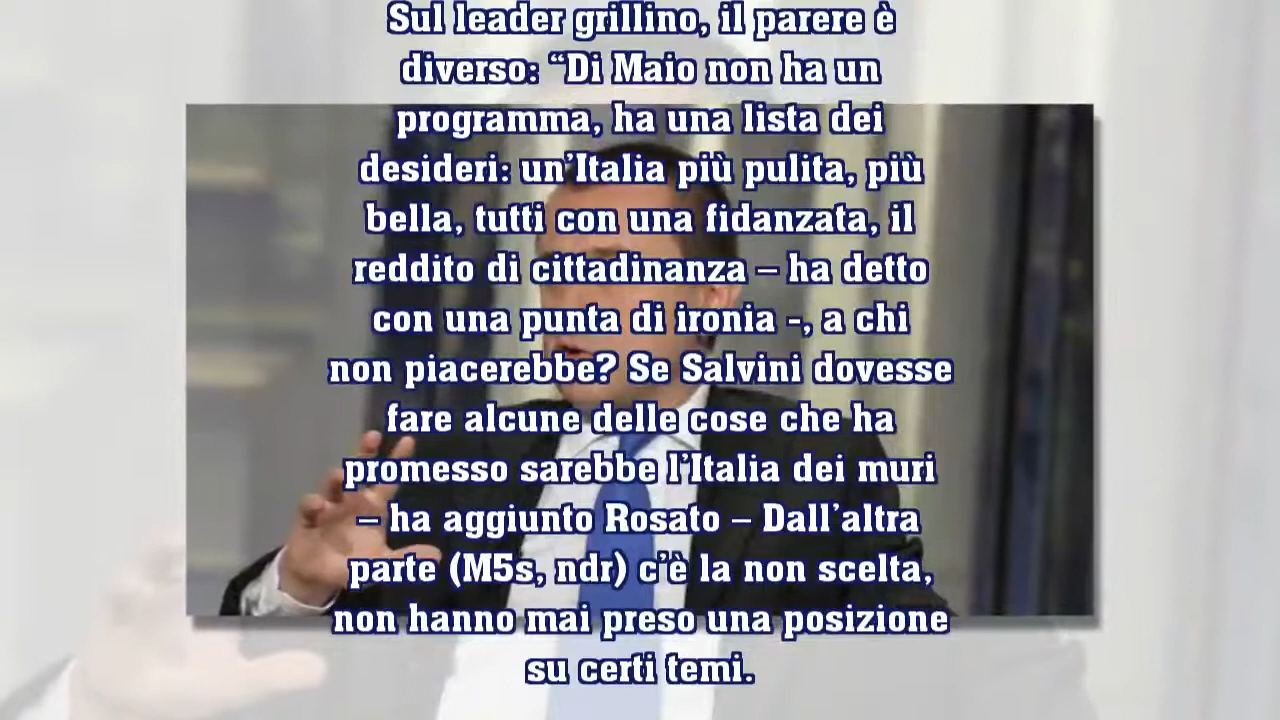 Sul leader grillino, il parere è
diverso: “Di Maio non ha un
programma, ha una lista dei
desideri: un’Italia più pulita, più
bella, tutti con una fidanzata, il
reddito di cittadinanza – ha detto
con una punta di ironia -, a chi
non piacerebbe? Se Salvini dovesse
fare alcune delle cose che ha
promesso sarebbe l’Italia dei muri
– ha aggiunto Rosato – Dall’altra
parte (M5s, ndr) c’è la non scelta,
non hanno mai preso una posizione
su certi temi.